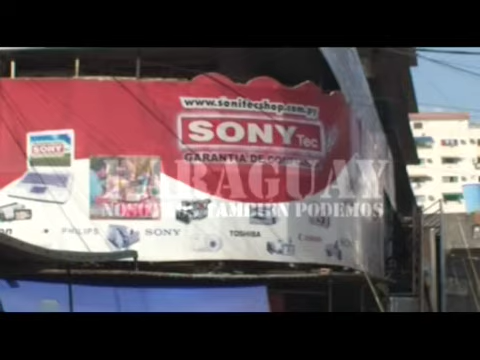 www.sonitecshop.com.py
SONY Tec
GARANTIA DE
SONY
PARAGUAY
NOSOTROS TAMBIEN PODEMOS
PHILIPS
SONY
TOSHIBA
Canon